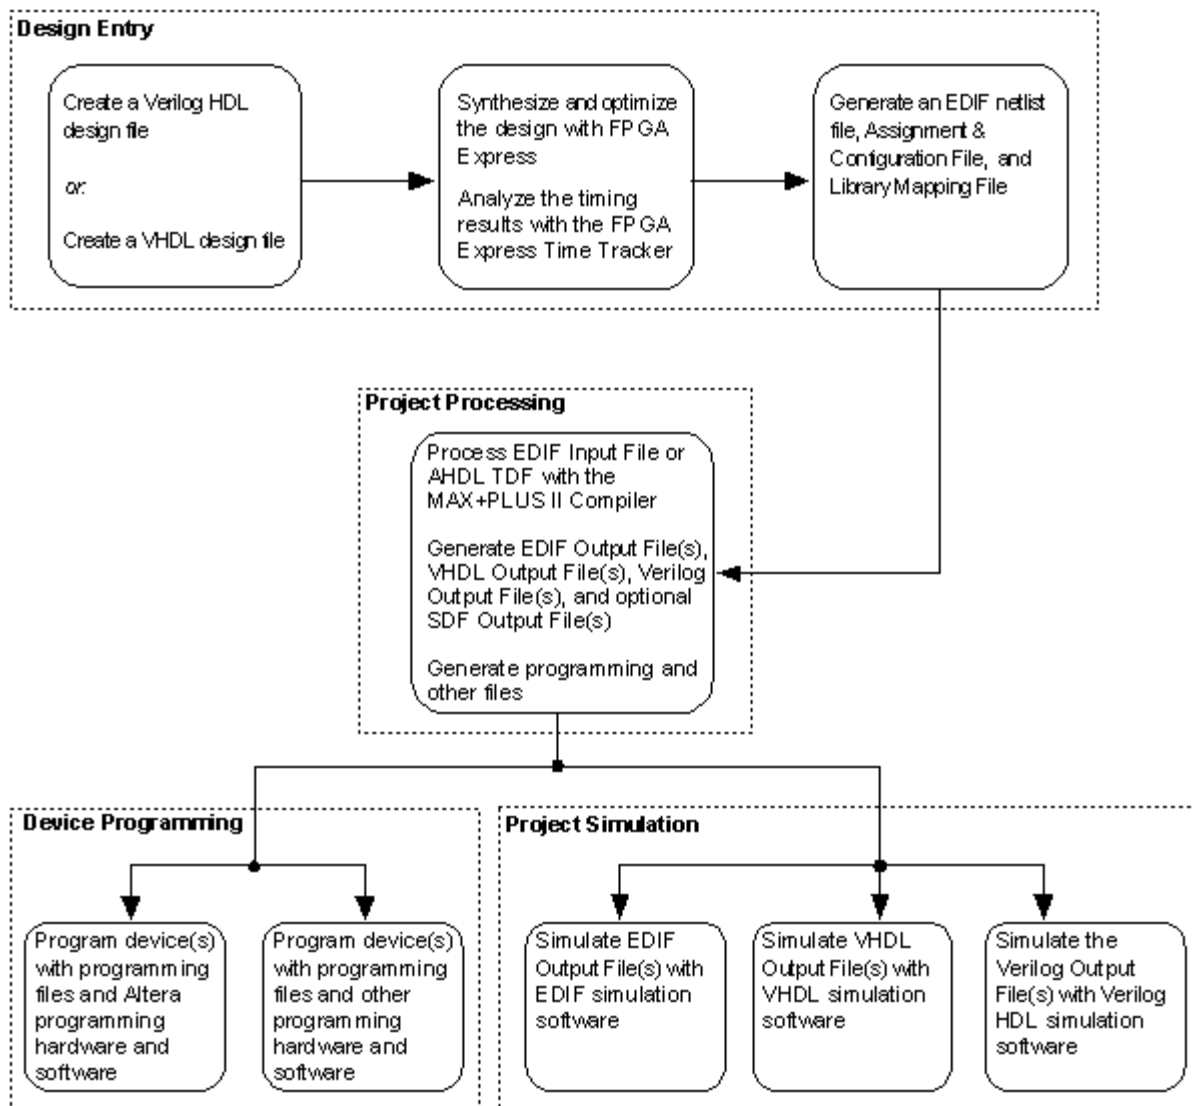 Design Entry
Create a Verilog HDL
design file
or:
Create a VHDL design file
Synthesize and optimize
the design with FPGA
Express
Analyze the timing
results with the FPGA
Express Time Tracker
Generate an EDIF netlist
file, Assignment &
Configuration File, and
Library Mapping File
Project Processing
Process EDIF Input File or
AHDL TDF with the
MAX+PLUS II Compiler
Generate EDIF Output File(s),
VHDL Output File(s), Verilog
Output File(s), and optional
SDF Output File(s)
Generate programming and
other files
Device Programming
Program device(s)
with programming
files and Altera
programming
hardware and
software
Program device(s)
with programming
files and other
programming
hardware and
software
Project Simulation
Simulate EDIF
Output File(s) with
EDIF simulation
software
Simulate VHDL
Output File(s) with
VHDL simulation
software
Simulate the
Verilog Output
File(s) with Verilog
HDL simulation
software